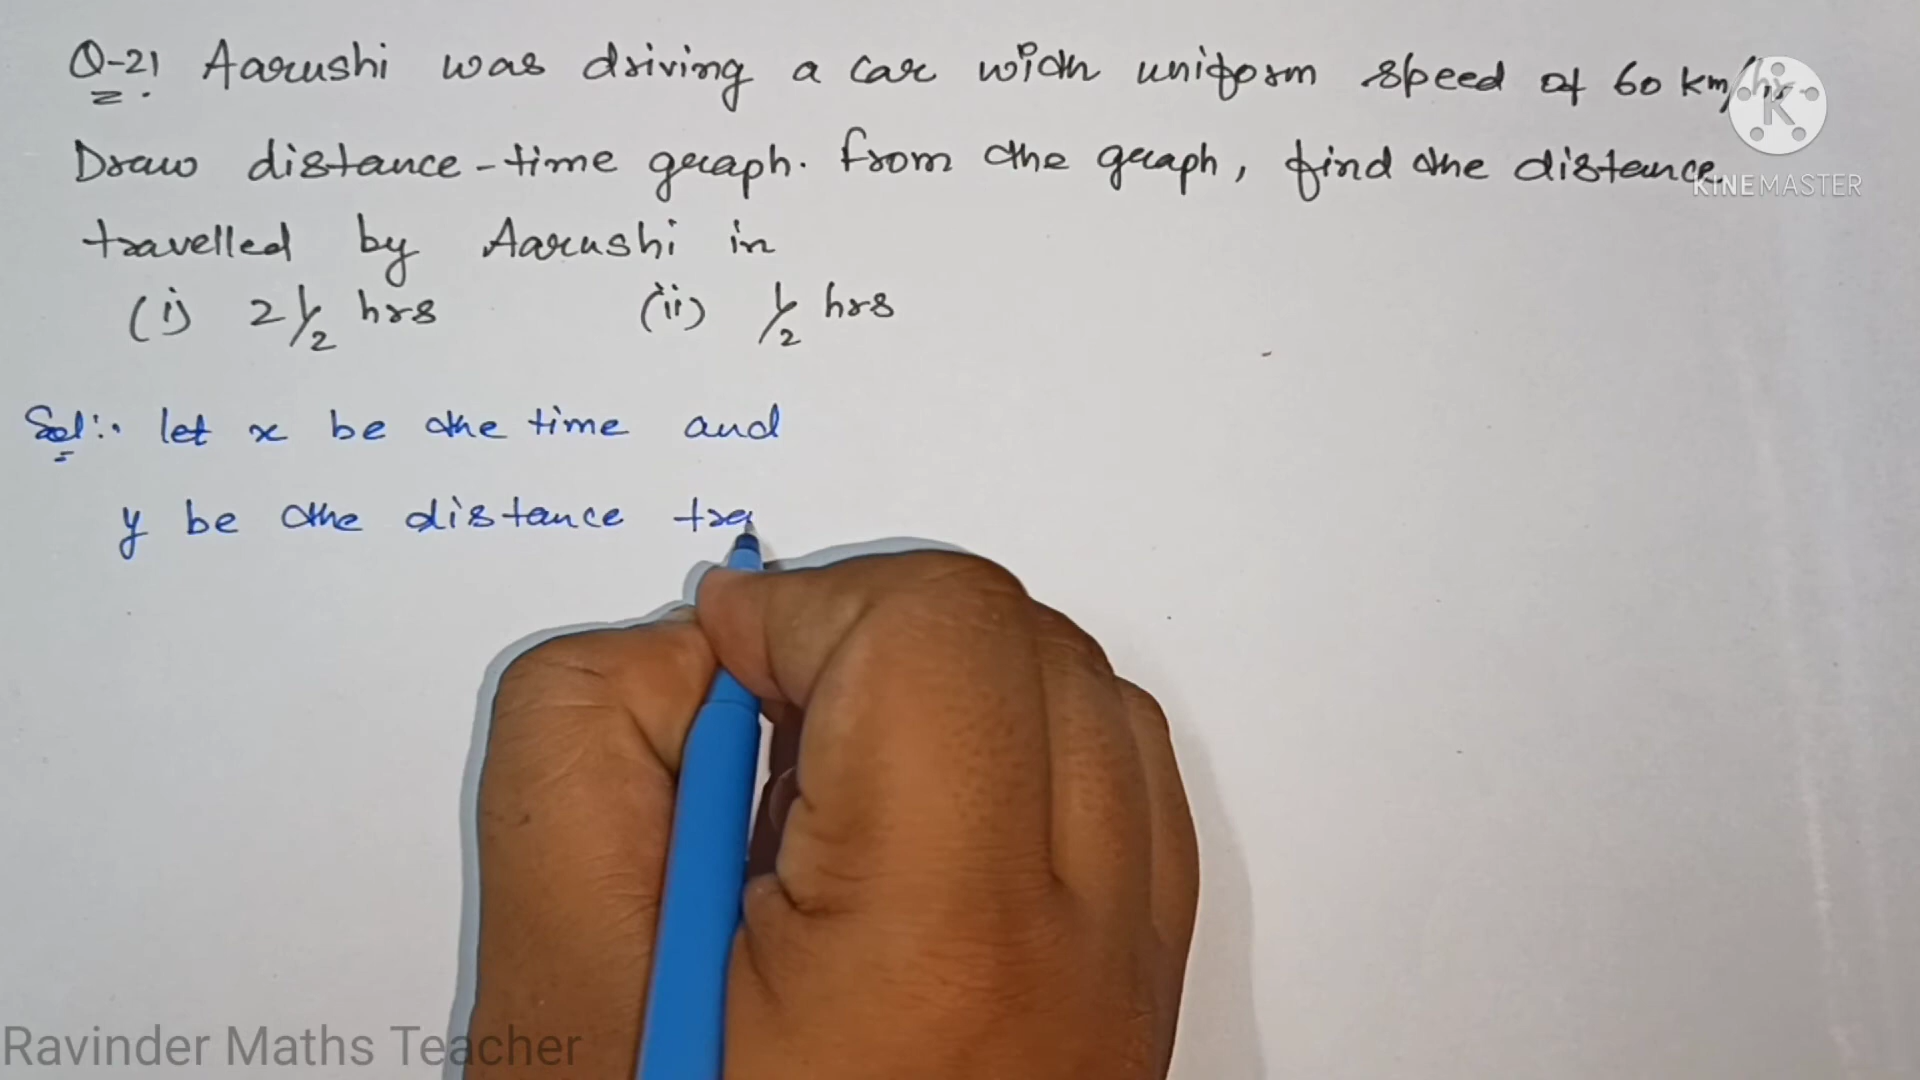 Q-21 Aarushi was driving a car with uniform speed of 60 km/hr.
Draw distance-time graph. From the graph, find the distance
travelled by Aarushi in
(i) 2 1/2 hrs (ii) 1/2 hrs
Sol:. let x be the time and
y be the distance tra
K
KINEMASTER
Ravinder Maths Teacher